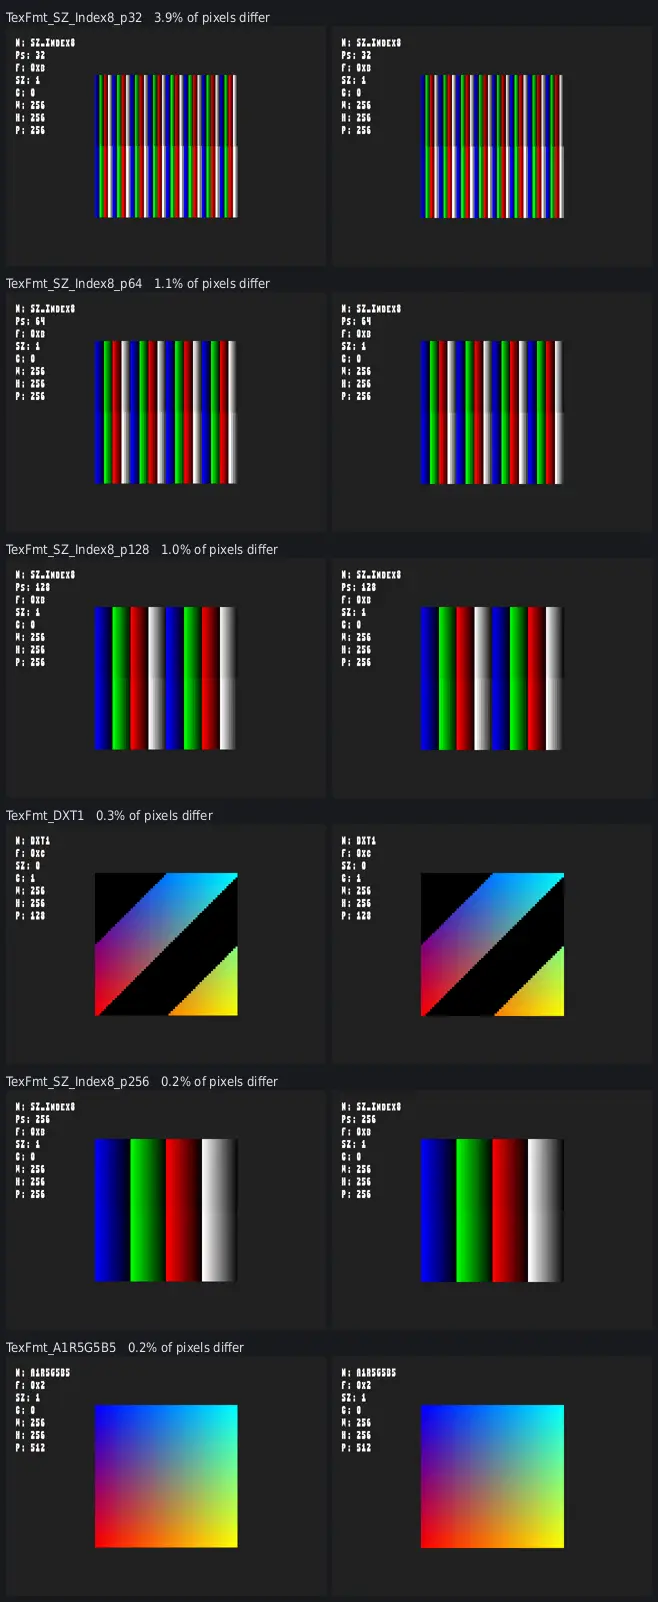 TexFmt_SZ_Index8_p32 3.9% of pixels differ
N: SZ_Index8
Ps: 32
F: 0xb
SZ: 1
C: 0
W: 256
H: 256
P: 256
N: SZ_Index8
Ps: 32
F: 0xb
SZ: 1
C: 0
W: 256
H: 256
P: 256
TexFmt_SZ_Index8_p64 1.1% of pixels differ
N: SZ_Index8
Ps: 64
F: 0xb
SZ: 1
C: 0
W: 256
H: 256
P: 256
N: SZ_Index8
Ps: 64
F: 0xb
SZ: 1
C: 0
W: 256
H: 256
P: 256
TexFmt_SZ_Index8_p128 1.0% of pixels differ
N: SZ_Index8
Ps: 128
F: 0xb
SZ: 1
C: 0
W: 256
H: 256
P: 256
N: SZ_Index8
Ps: 128
F: 0xb
SZ: 1
C: 0
W: 256
H: 256
P: 256
TexFmt_DXT1 0.3% of pixels differ
N: DXT1
F: 0xc
SZ: 0
C: 1
W: 256
H: 256
P: 128
N: DXT1
F: 0xc
SZ: 0
C: 1
W: 256
H: 256
P: 128
TexFmt_SZ_Index8_p256 0.2% of pixels differ
N: SZ_Index8
Ps: 256
F: 0xb
SZ: 1
C: 0
W: 256
H: 256
P: 256
N: SZ_Index8
Ps: 256
F: 0xb
SZ: 1
C: 0
W: 256
H: 256
P: 256
TexFmt_A1R5G5B5 0.2% of pixels differ
N: A1R5G5B5
F: 0x2
SZ: 1
C: 0
W: 256
H: 256
P: 512
N: A1R5G5B5
F: 0x2
SZ: 1
C: 0
W: 256
H: 256
P: 512